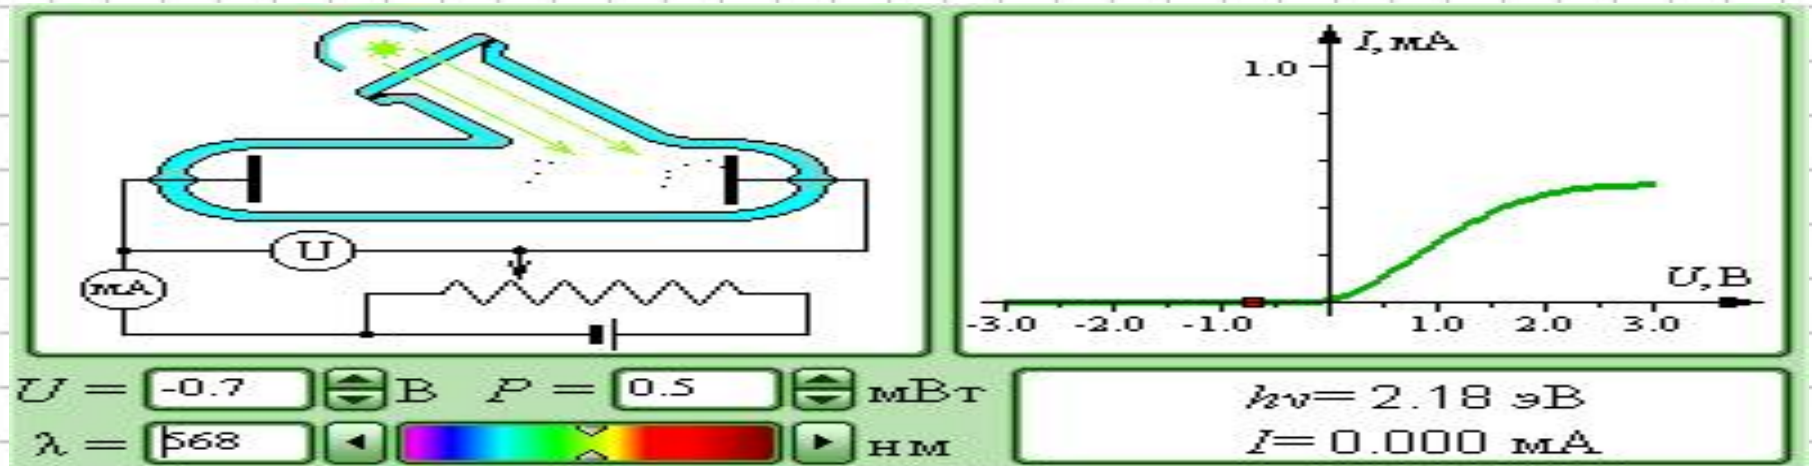 U
мА
I, мА
1.0
U, В
-3.0 -2.0 -1.0 1.0 2.0 3.0
U = -0.7 В P = 0.5 мВт
λ = 568 нм
hν= 2.18 эВ
I= 0.000 мА